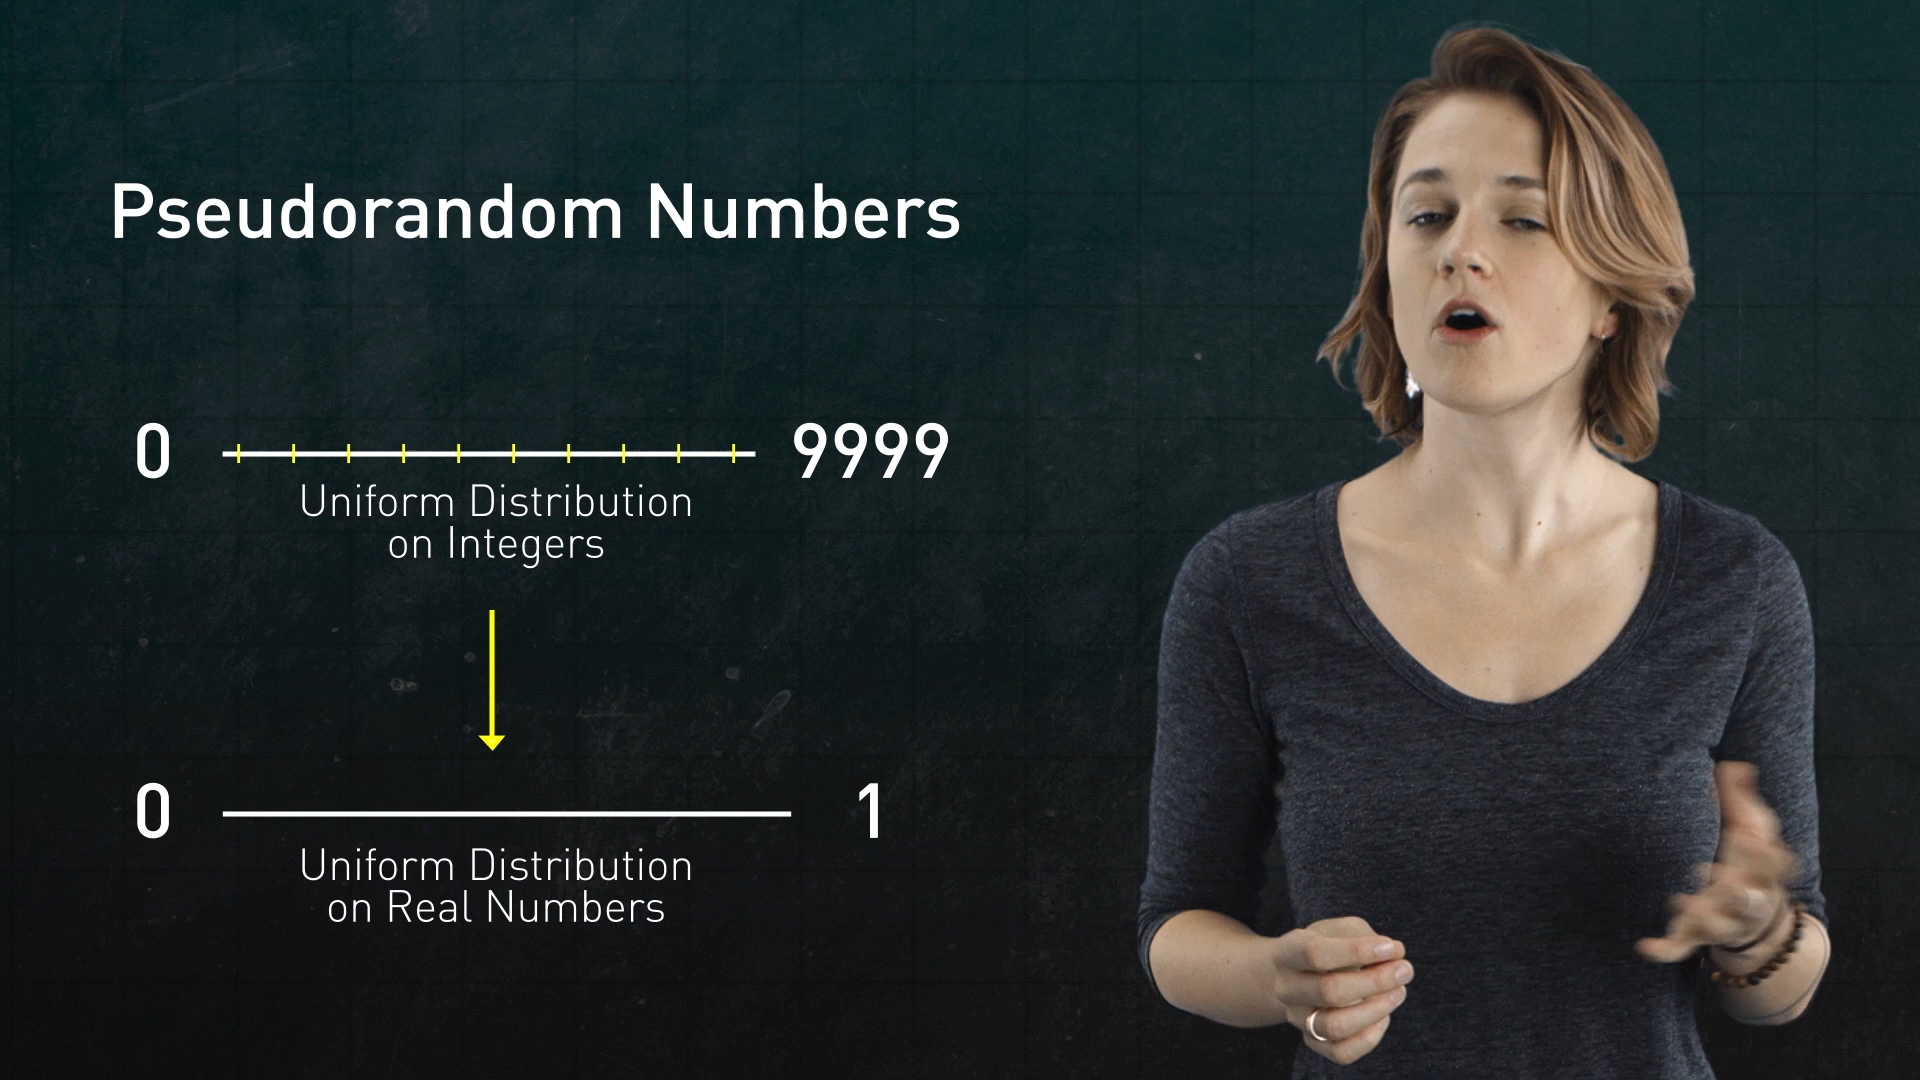 Pseudorandom Numbers
0 9999
Uniform Distribution
on Integers
0 1
Uniform Distribution
on Real Numbers